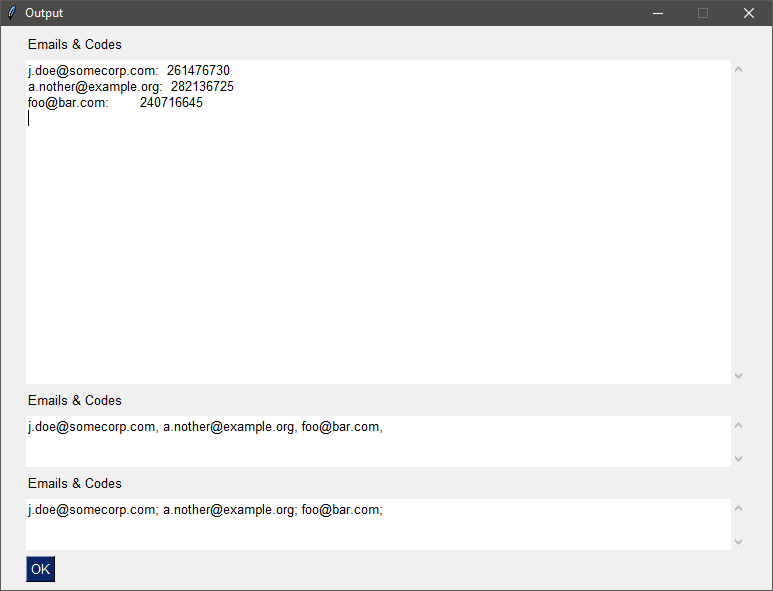 Output
Emails & Codes
j.doe@somecorp.com: 261476730
a.nother@example.org: 282136725
foo@bar.com: 240716645
Emails & Codes
j.doe@somecorp.com, a.nother@example.org, foo@bar.com,
Emails & Codes
j.doe@somecorp.com; a.nother@example.org; foo@bar.com;
OK